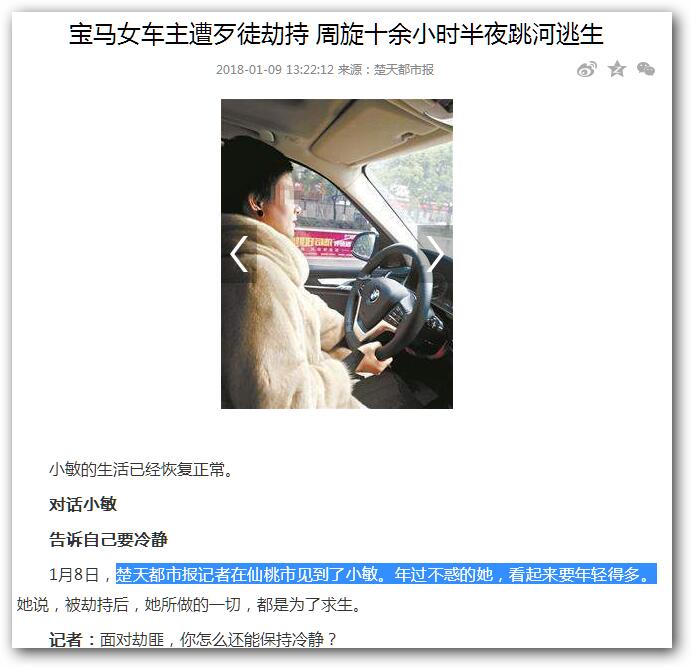 宝马女车主遭歹徒劫持 周旋十余小时半夜跳河逃生
2018-01-09 13:22:12 来源：楚天都市报
小敏的生活已经恢复正常。
对话小敏
告诉自己要冷静
1月8日，楚天都市报记者在仙桃市见到了小敏。年过不惑的她，看起来要年轻得多。
她说，被劫持后，她所做的一切，都是为了求生。
记者：面对劫匪，你怎么还能保持冷静？